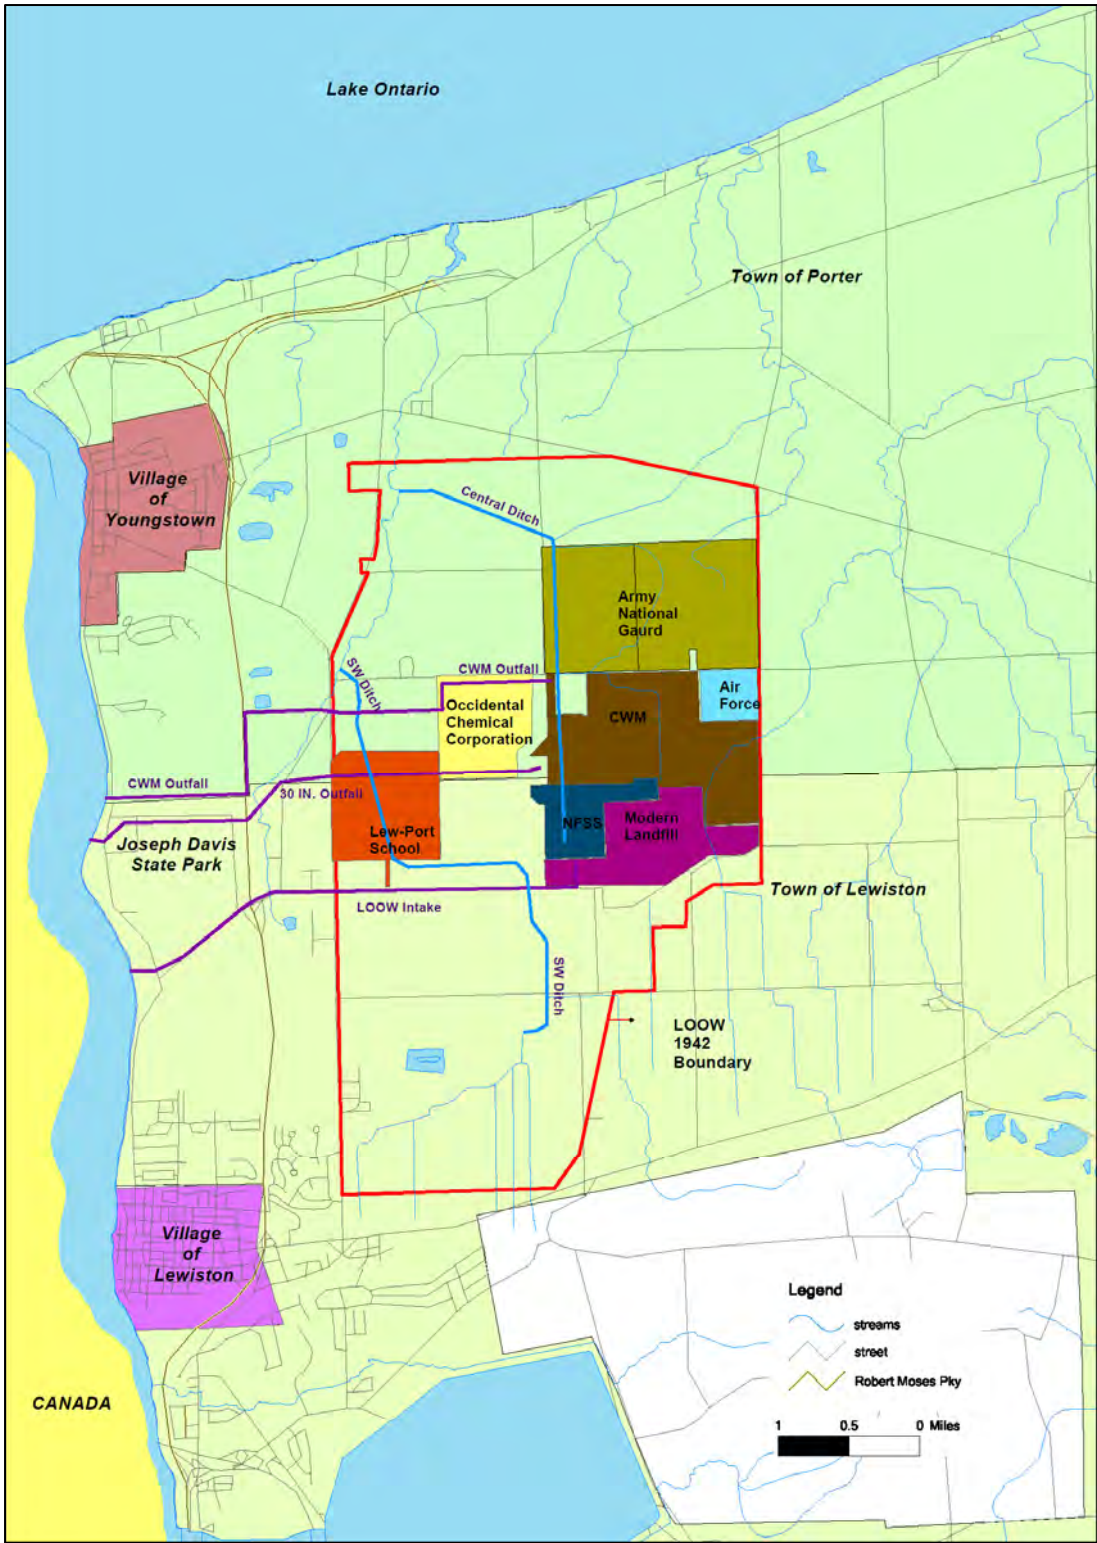 Lake Ontario
Town of Porter
Village
of
Youngstown
Central Ditch
Army
National
Gaurd
SW Ditch
CWM Outfall
Occidental
Chemical
Corporation
Air
Force
CWM
CWM Outfall
30 IN. Outfall
Joseph Davis
State Park
Lew-Port
School
NFSS
Modern
Landfill
Town of Lewiston
LOOW Intake
SW Ditch
LOOW
1942
Boundary
Village
of
Lewiston
CANADA
Legend
streams
street
Robert Moses Pky
1 0.5 0 Miles